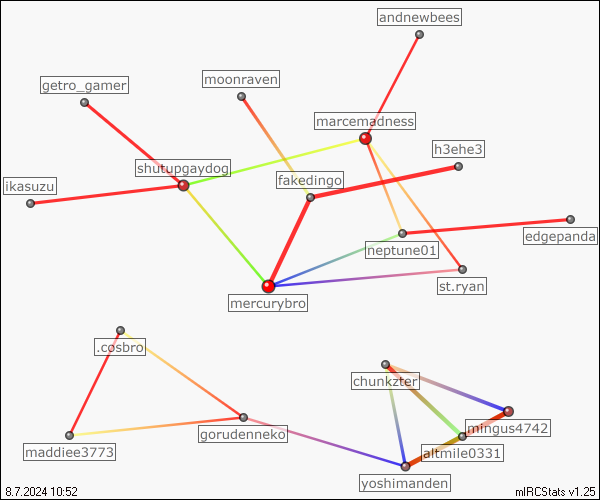 andnewbees
moonraven
getro_gamer
marcemadness
h3ehe3
shutupgaydog
fakedingo
ikasuzu
edgepanda
neptune01
st.ryan
mercurybro
.cosbro
chunkzter
mingus4742
gorudenneko
maddiee3773
altmile0331
yoshimanden
8.7.2024 10:52
mIRCStats v1.25